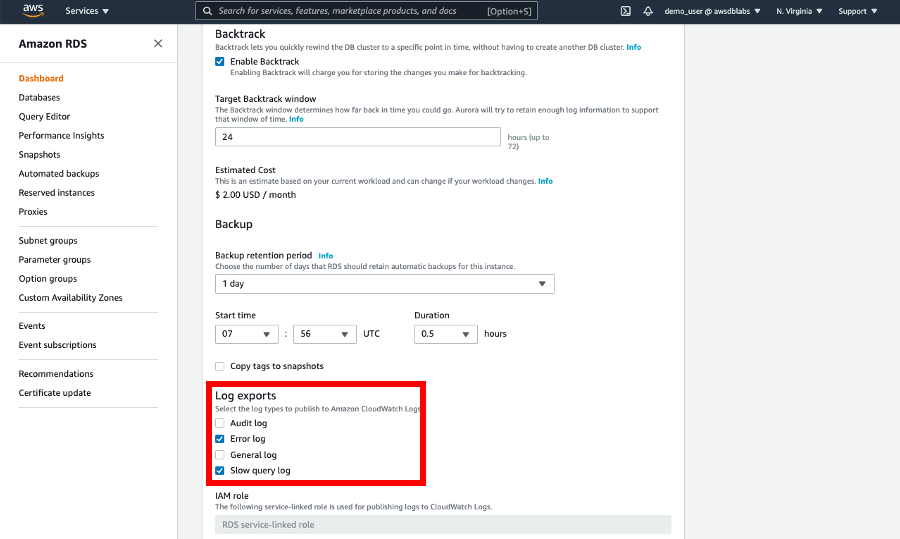 aws
Services
Search for services, features, marketplace products, and docs
[Option+S]
demo_user @ awsdblabs
N. Virginia
Support
Amazon RDS
Dashboard
Databases
Query Editor
Performance Insights
Snapshots
Automated backups
Reserved instances
Proxies
Subnet groups
Parameter groups
Option groups
Custom Availability Zones
Events
Event subscriptions
Recommendations
Certificate update
Backtrack
Backtrack lets you quickly rewind the DB cluster to a specific point in time, without having to create another DB cluster. Info
Enable Backtrack
Enabling Backtrack will charge you for storing the changes you make for backtracking.
Target Backtrack window
The Backtrack window determines how far back in time you could go. Aurora will try to retain enough log information to support
that window of time. Info
24
hours (up to
72)
Estimated Cost
This is an estimate based on your current workload and can change if your workload changes. Info
$ 2.00 USD / month
Backup
Backup retention period Info
Choose the number of days that RDS should retain automatic backups for this instance.
1 day
Start time
Duration
07 : 56 UTC
0.5 hours
Copy tags to snapshots
Log exports
Select the log types to publish to Amazon CloudWatch Logs
Audit log
Error log
General log
Slow query log
IAM role
The following service-linked role is used for publishing logs to CloudWatch Logs.
RDS service-linked role